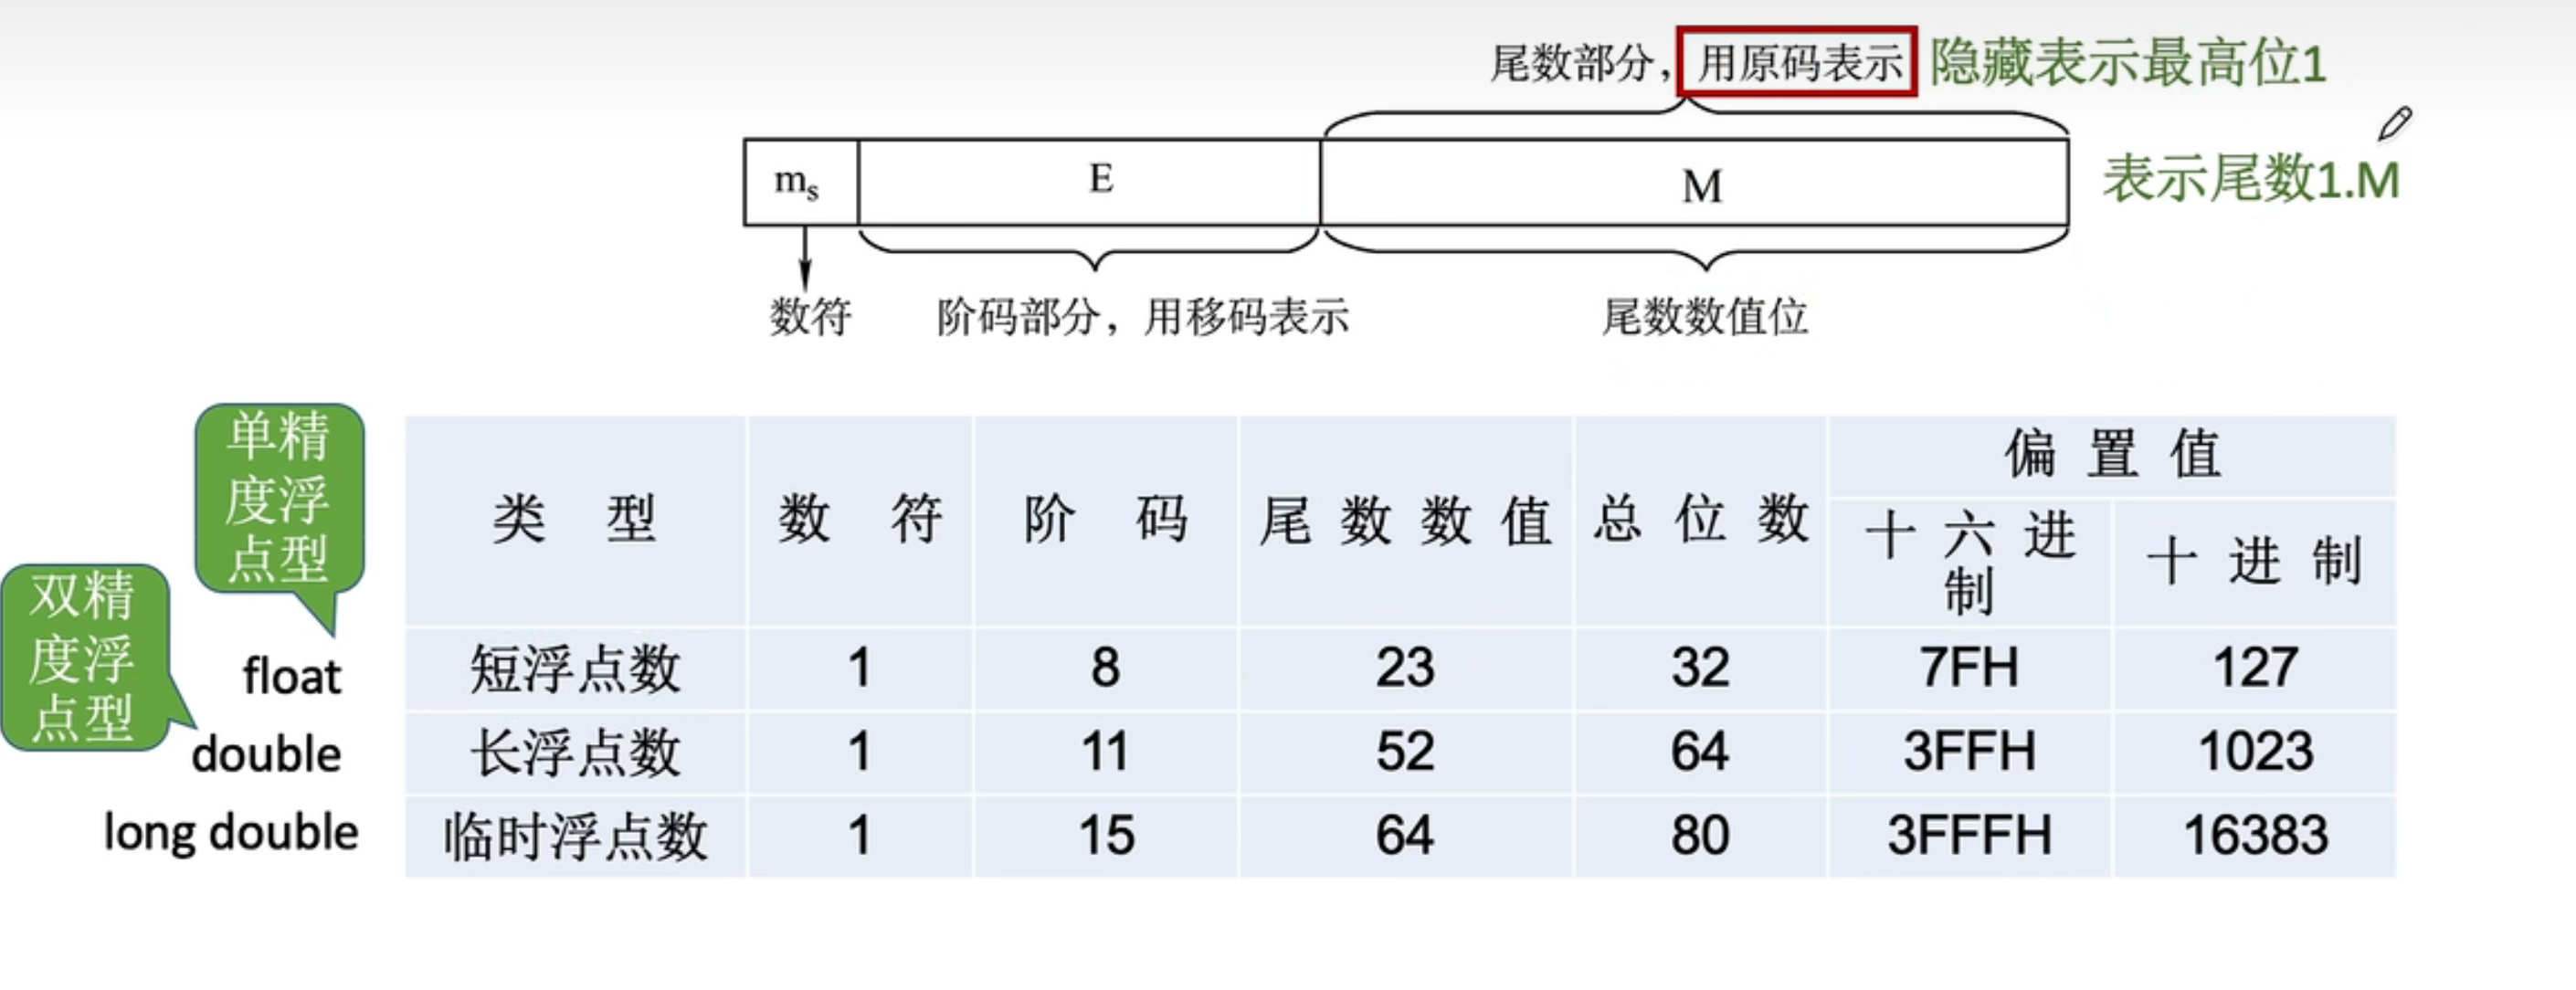 尾数部分，用原码表示 隐藏表示最高位1
mₛ E M 表示尾数1.M
数符 阶码部分，用移码表示 尾数数值位
单精
度浮
点型
双精
度浮
点型
类 型 数 符 阶 码 尾数数值 总位数 偏置值
十六进
制
十进制
float 短浮点数 1 8 23 32 7FH 127
double 长浮点数 1 11 52 64 3FFH 1023
long double 临时浮点数 1 15 64 80 3FFFH 16383